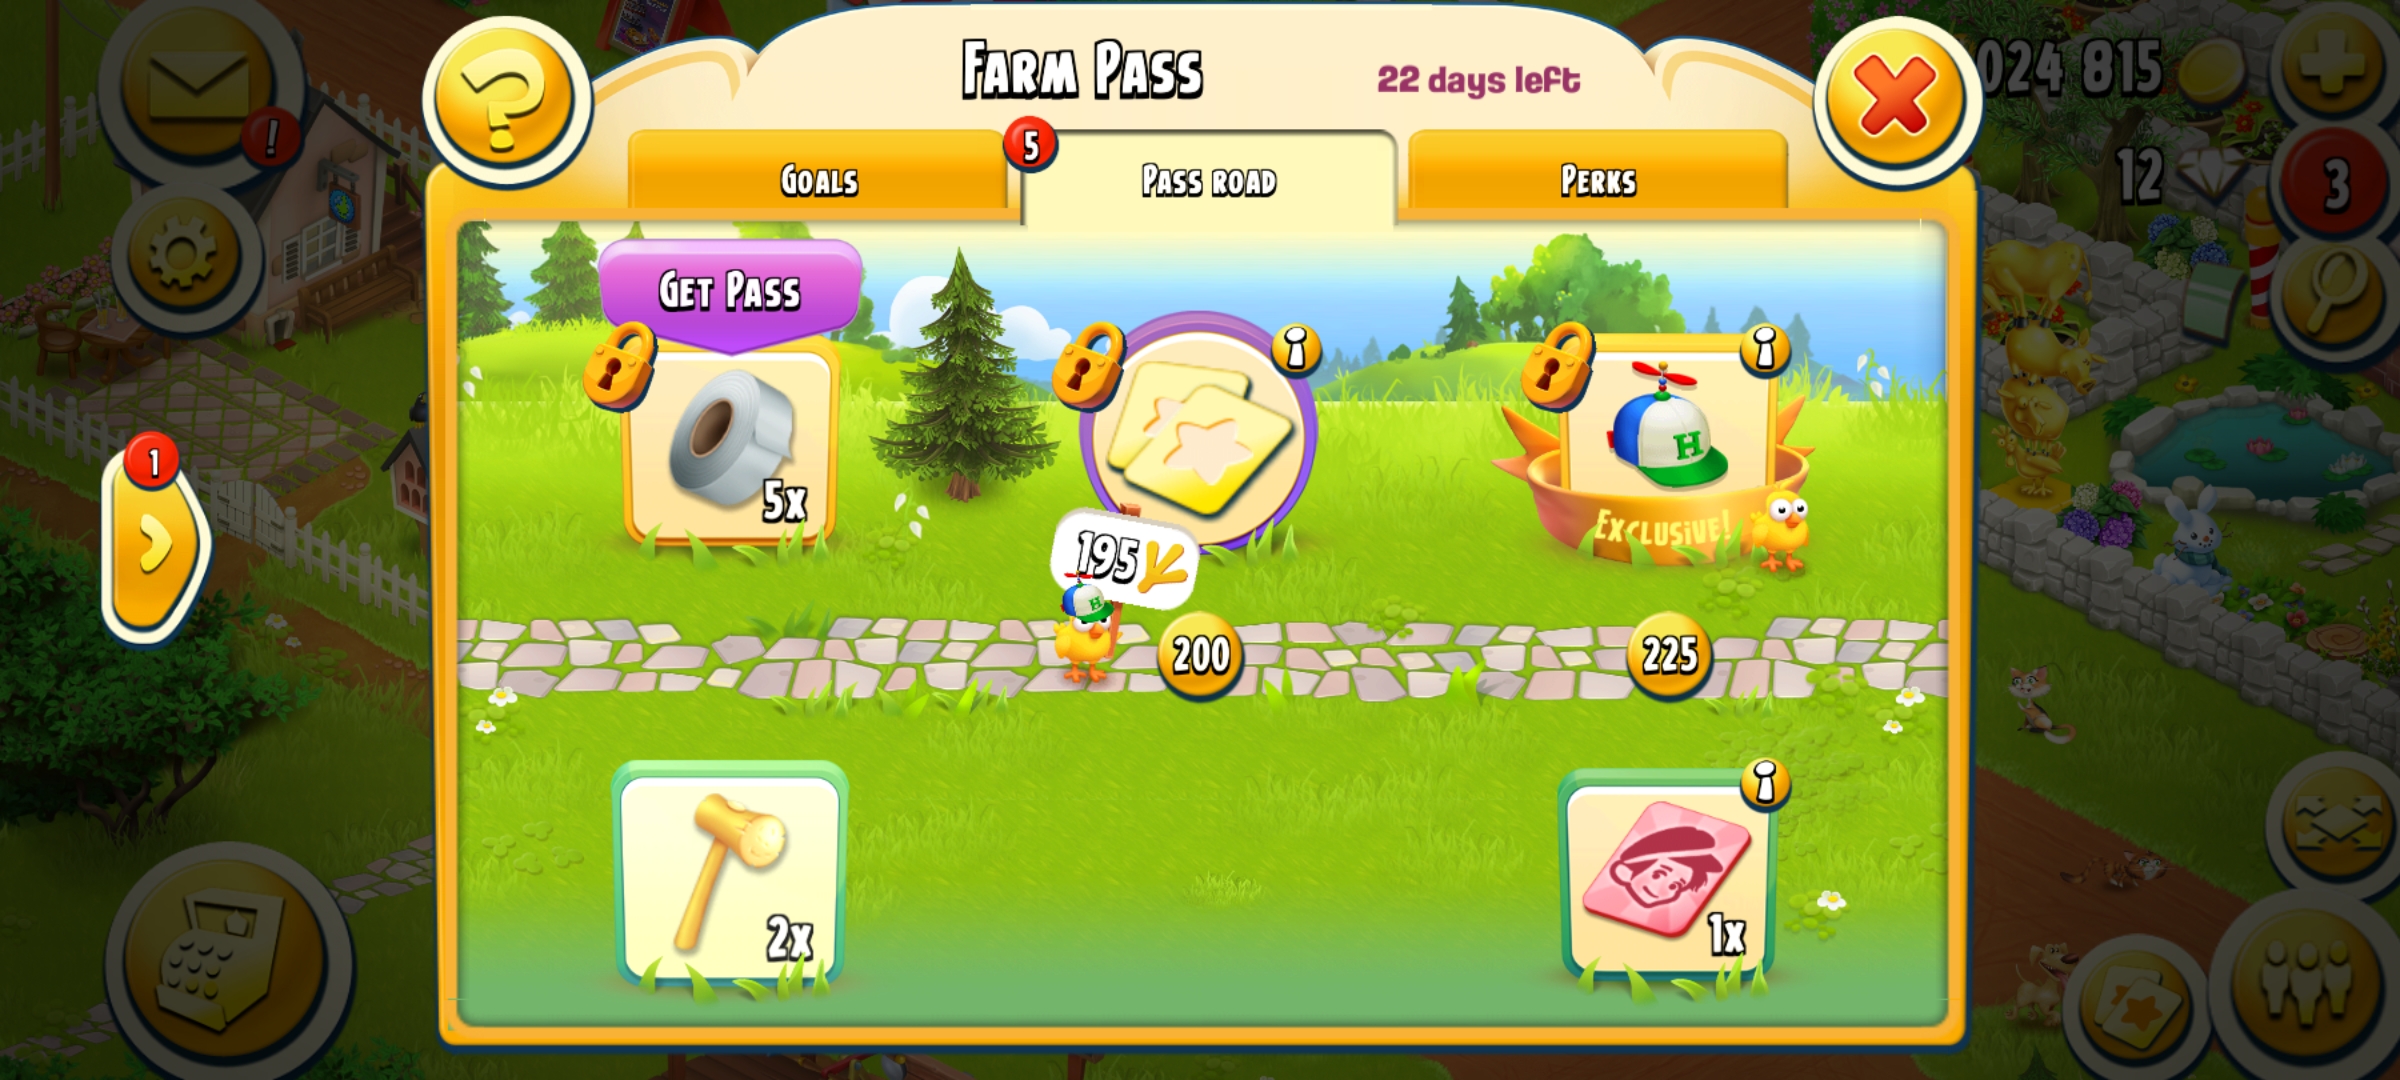 FARM PASS
22 days left
024 815
!
5
GOALS
PASS ROAD
PERKS
12
3
GET PASS
H
5x
EXCLUSIVE!
1
195
H
200
225
2x
1x